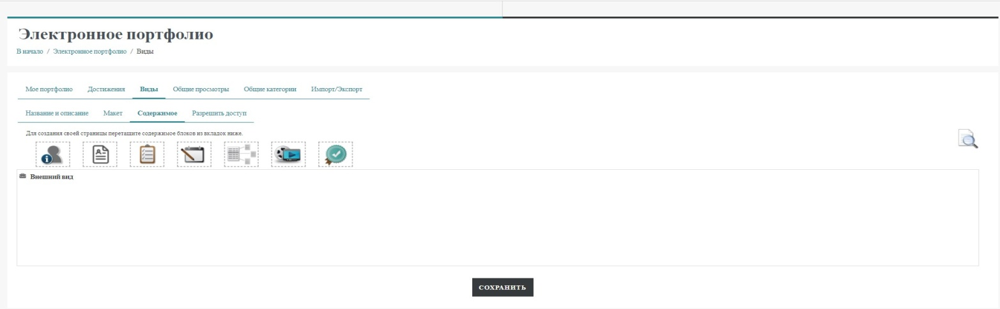 Электронное портфолио
В начало / Электронное портфолио / Виды
Мое портфолио Достижения Виды Общие просмотры Общие категории Импорт/Экспорт
Название и описание Макет Содержимое Разрешить доступ
Для создания своей страницы перетащите содержимое блоков из вкладок ниже.
Внешний вид
СОХРАНИТЬ